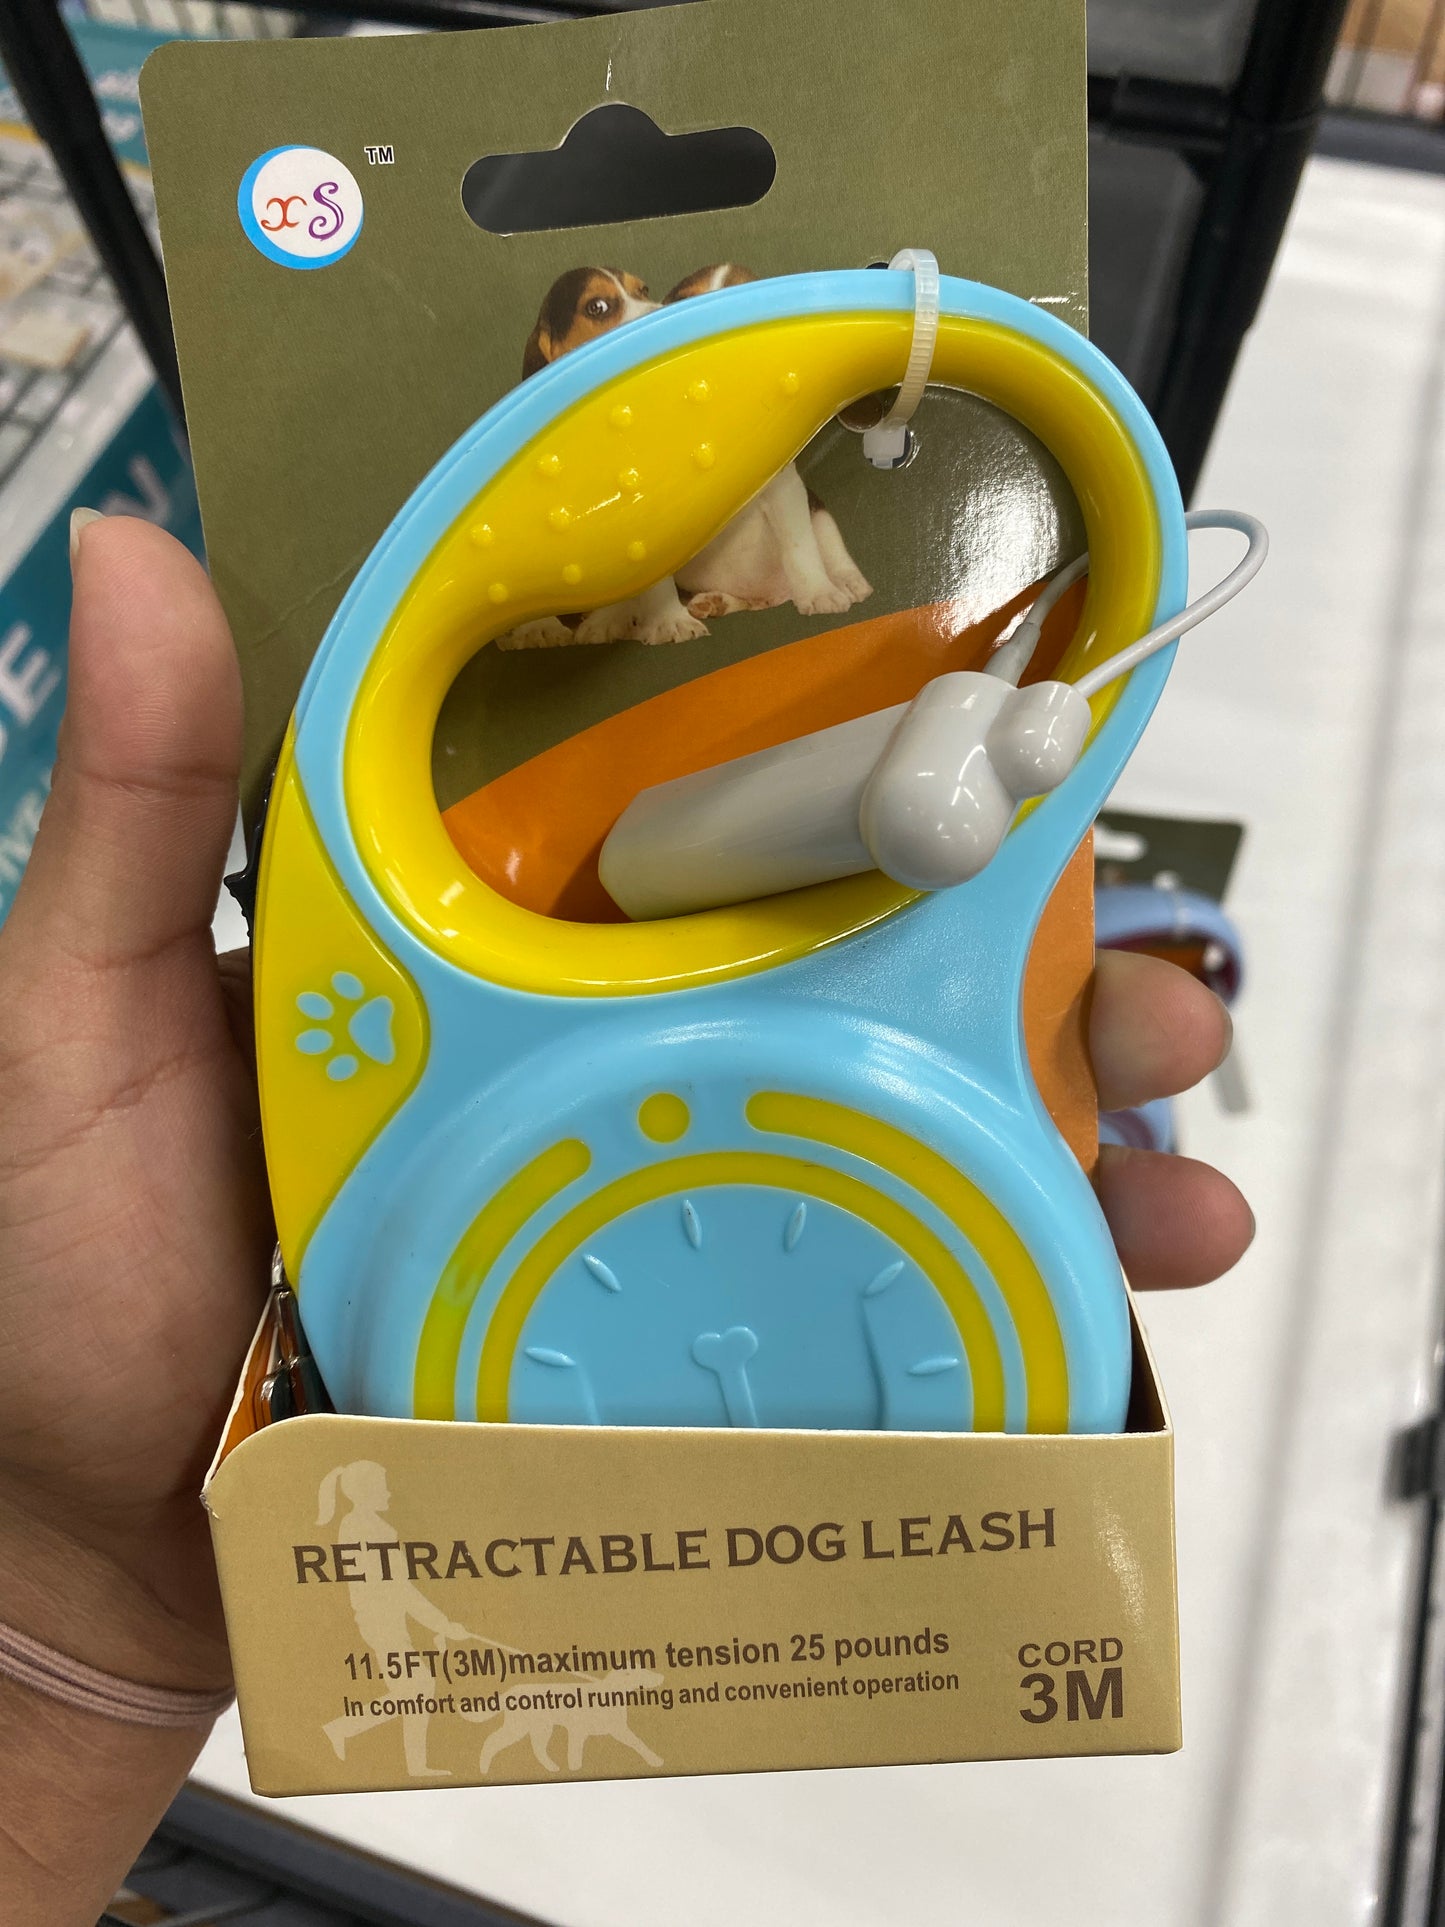 xS
TM
RETRACTABLE DOG LEASH
11.5FT(3M)maximum tension 25 pounds
In comfort and control running and convenient operation
CORD
3M